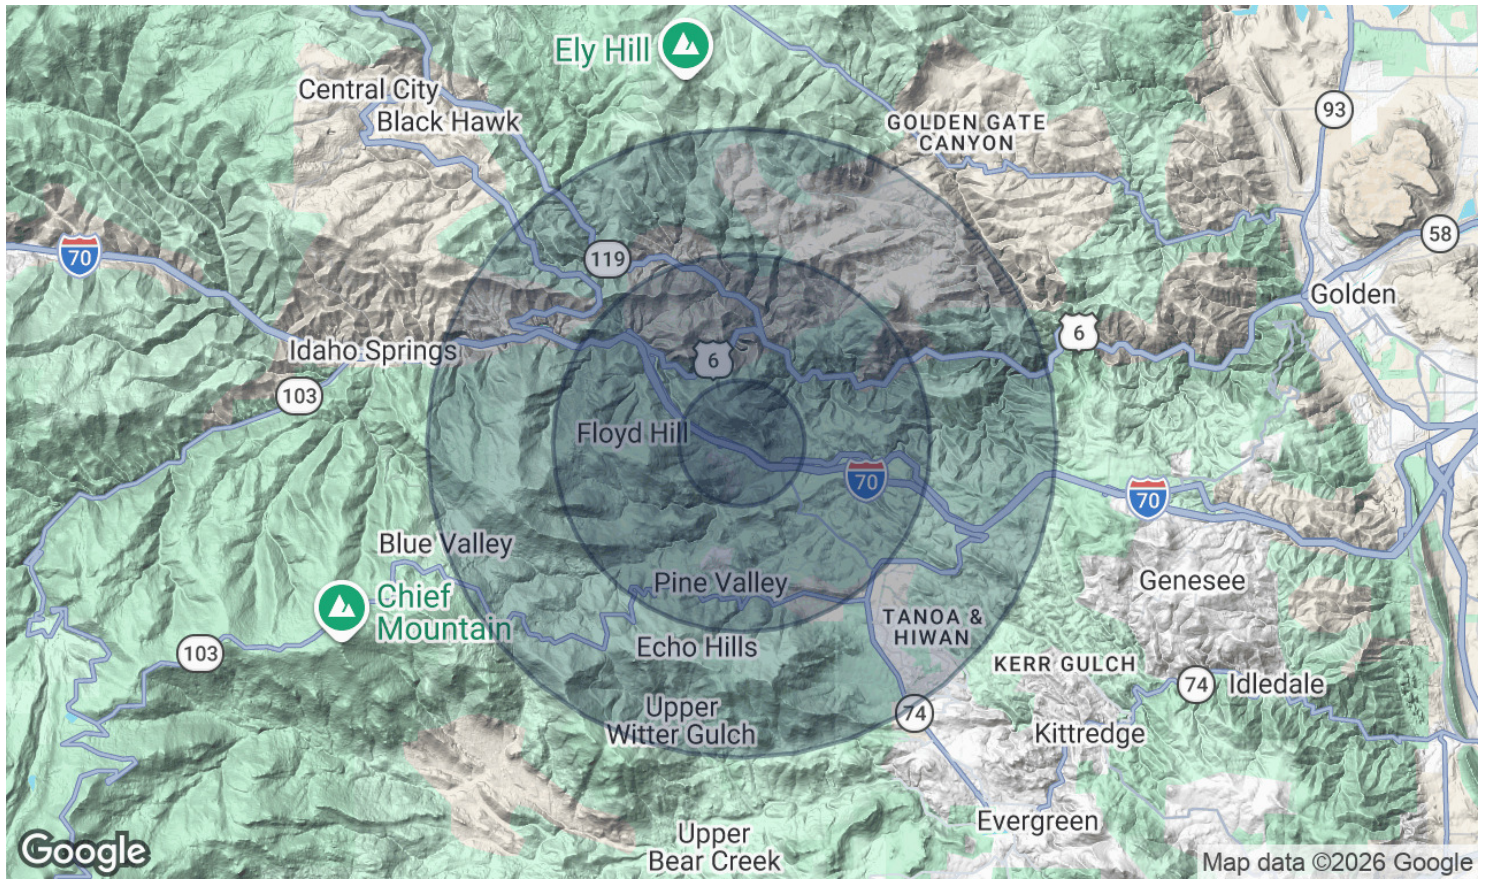 Ely Hill
Central City
Black Hawk
GOLDEN GATE
CANYON
93
58
70
119
Golden
6
6
Idaho Springs
103
Floyd Hill
70
70
Blue Valley
Pine Valley
Genesee
Chief
Mountain
TANOA &
HIWAN
Echo Hills
103
KERR GULCH
74
Idledale
Upper
Witter Gulch
74
Kittredge
Evergreen
Upper
Bear Creek
Google
Map data ©2026 Google